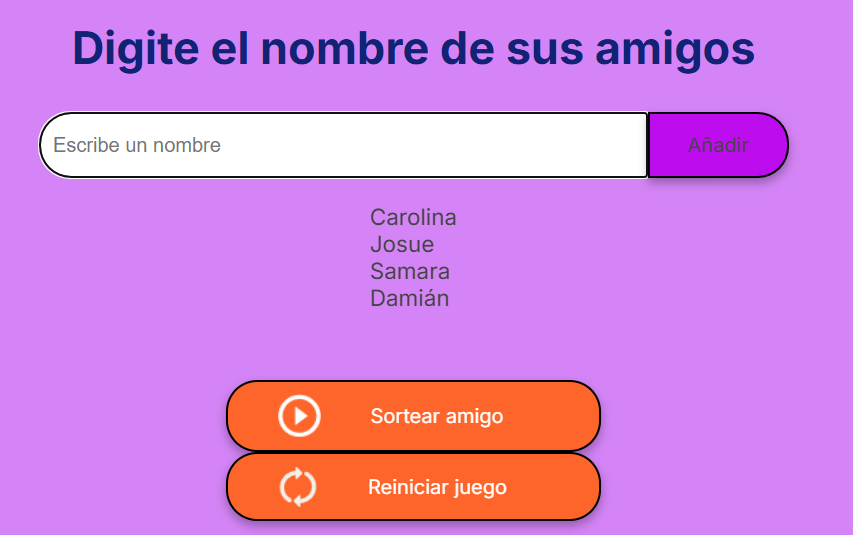 Digite el nombre de sus amigos
Escribe un nombre
Añadir
Carolina
Josue
Samara
Damián
Sortear amigo
Reiniciar juego